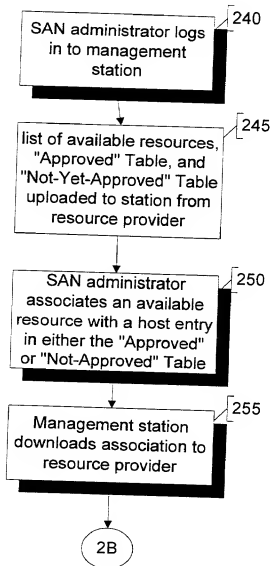 240
SAN administrator logs
in to management
station
245
list of available resources,
"Approved" Table, and
"Not-Yet-Approved" Table
uploaded to station from
resource provider
250
SAN administrator
associates an available
resource with a host entry
in either the "Approved"
or "Not-Approved" Table
255
Management station
downloads association to
resource provider
2B